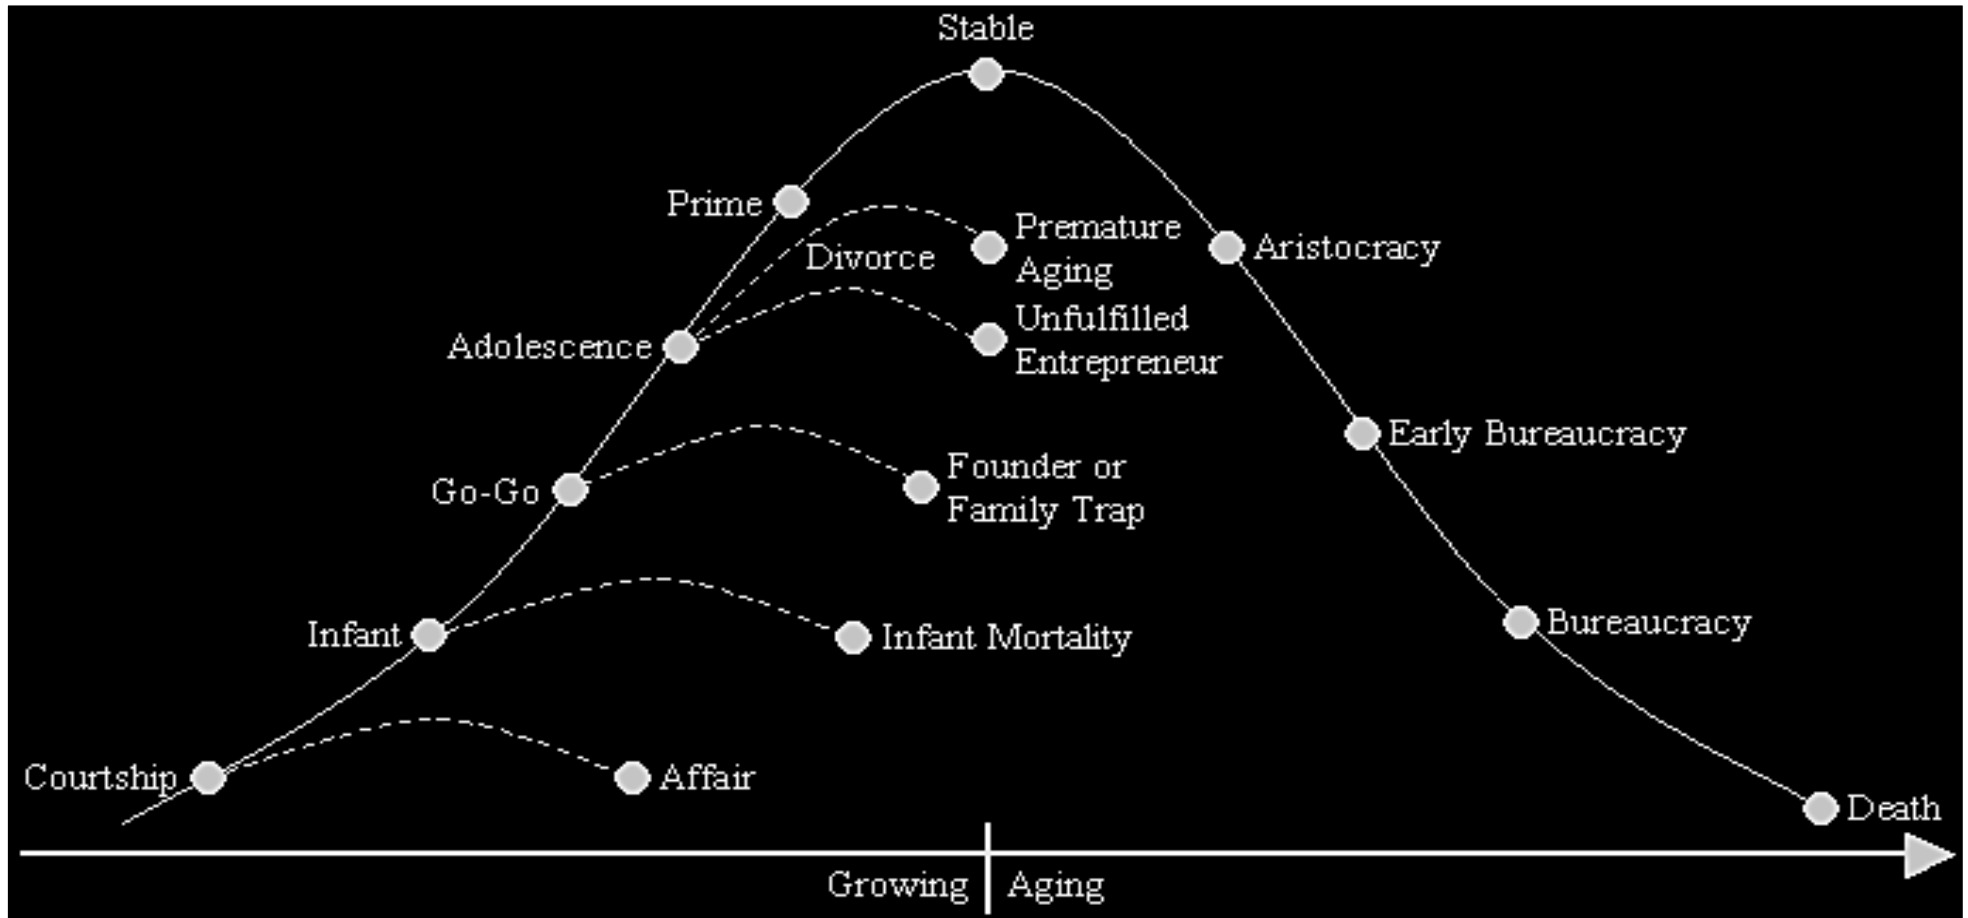 Stable
Prime
Premature
Aging
Divorce
Aristocracy
Unfulfilled
Entrepreneur
Adolescence
Early Bureaucracy
Founder or
Family Trap
Go-Go
Bureaucracy
Infant
Infant Mortality
Courtship
Affair
Death
Growing
Aging